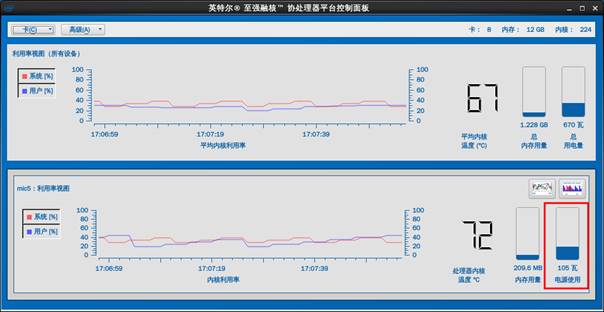 英特尔® 至强融核™ 协处理器平台控制面板
卡(C) 高级(A) 卡： 8 内存： 12 GB 内核： 224
利用率视图（所有设备）
系统 [%]
用户 [%]
100 100
80 80
60 60
40 40
20 20
0 0
17:06:59 17:07:19 17:07:39
平均内核利用率
67
平均内核
温度 (°C)
1.228 GB
总
内存用量
670 瓦
总
用电量
mic5：利用率视图
系统 [%]
用户 [%]
100 100
80 80
60 60
40 40
20 20
0 0
17:06:59 17:07:19 17:07:39
内核利用率
72
处理器内核
温度 °C
209.6 MB
内存用量
105 瓦
电源使用